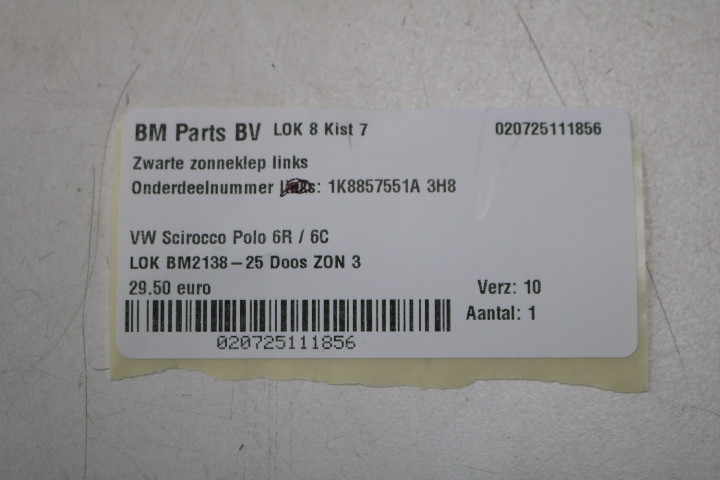 BM Parts BV LOK 8 Kist 7 020725111856
Zwarte zonneklep links
Onderdeelnummer : 1K8857551A 3H8
VW Scirocco Polo 6R / 6C
LOK BM2138-25 Doos ZON 3
29.50 euro Verz: 10
Aantal: 1
020725111856